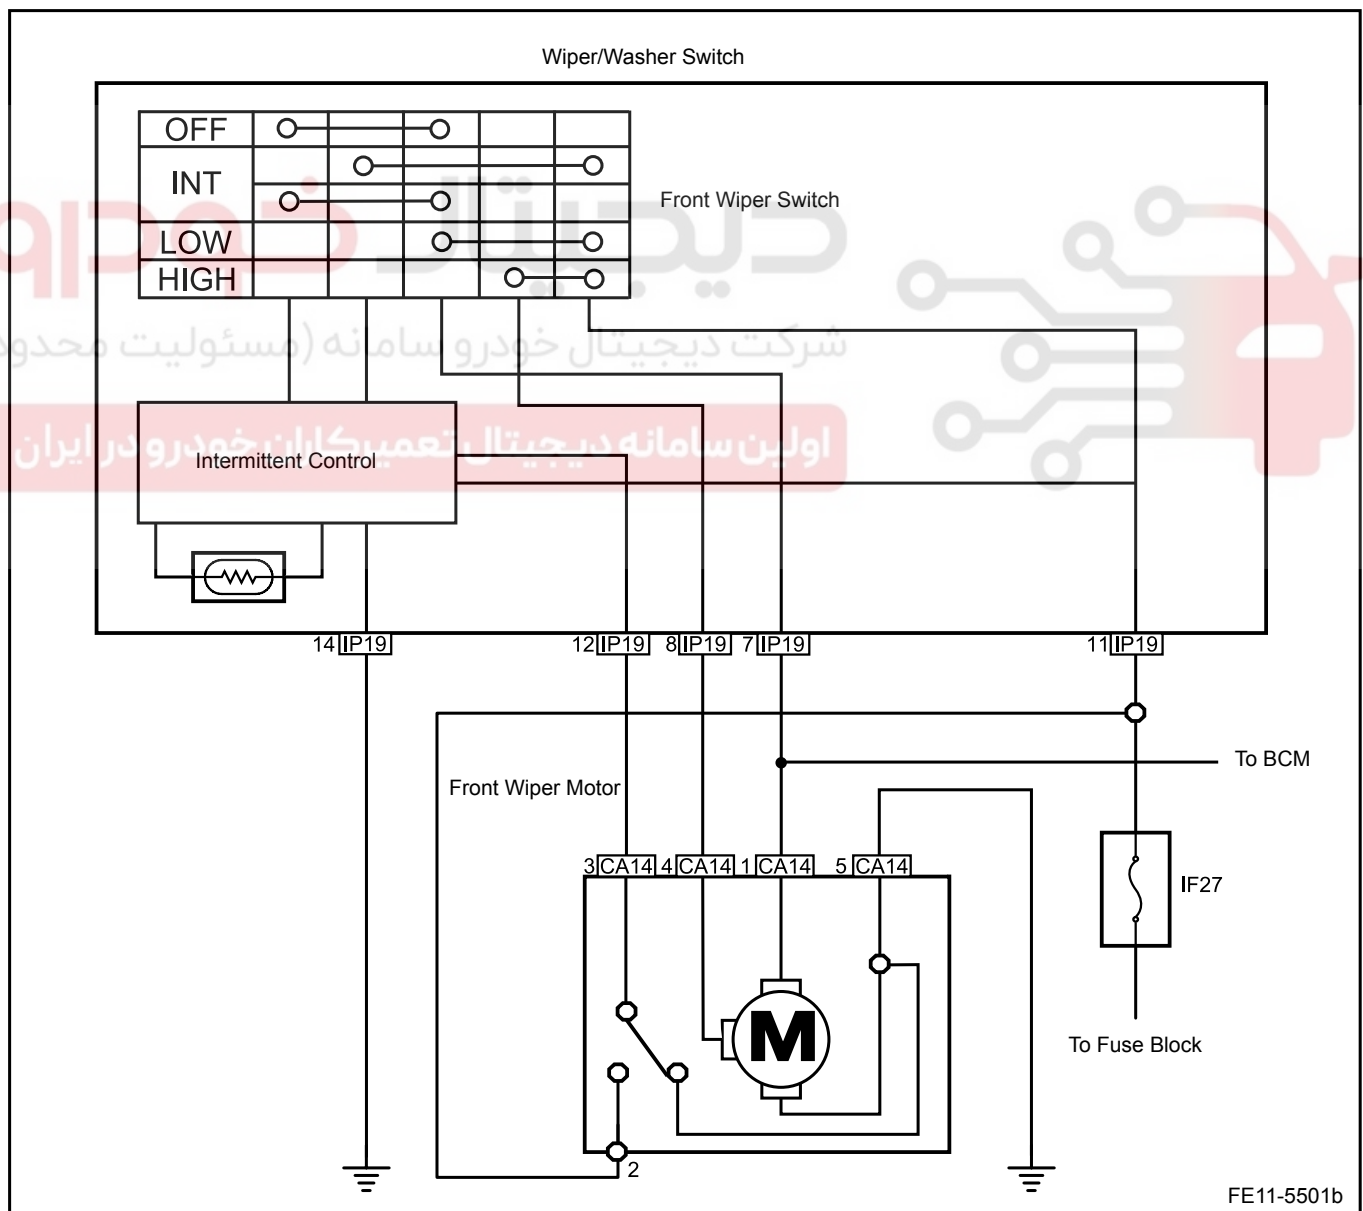 Wiper/Washer Switch
OFF
INT
LOW
HIGH
Front Wiper Switch
دیجیتال خودرو
شرکت دیجیتال خودرو سامانه (مسئولیت محدود
اولین سامانه دیجیتال تعمیرکاران خودرو در ایران
Intermittent Control
14 IP19 12 IP19 8 IP19 7 IP19 11 IP19
To BCM
Front Wiper Motor
3 CA14 4 CA14 1 CA14 5 CA14
IF27
M
To Fuse Block
2
FE11-5501b